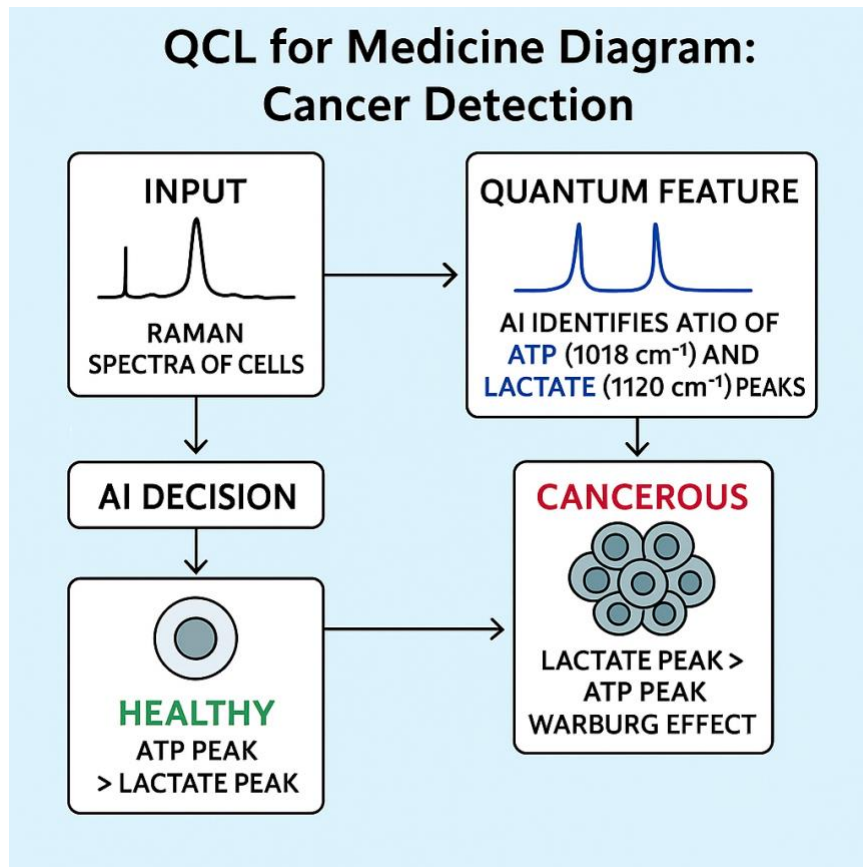 QCL for Medicine Diagram:
Cancer Detection
INPUT
RAMAN
SPECTRA OF CELLS
QUANTUM FEATURE
AI IDENTIFIES ATIO OF
ATP (1018 cm⁻¹) AND
LACTATE (1120 cm⁻¹) PEAKS
AI DECISION
HEALTHY
ATP PEAK
> LACTATE PEAK
CANCEROUS
LACTATE PEAK >
ATP PEAK
WARBURG EFFECT